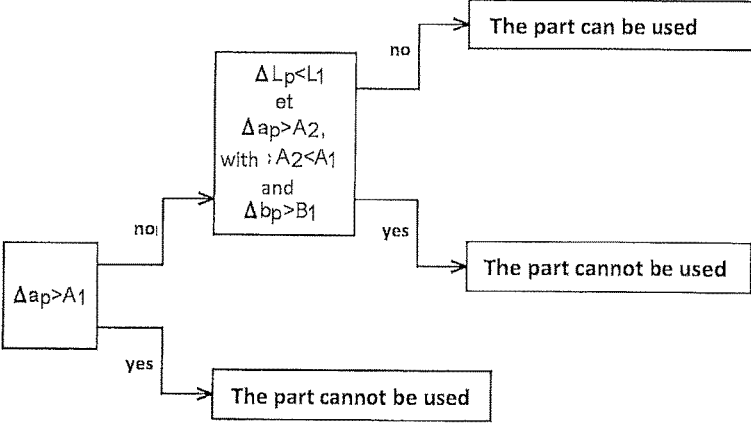 The part can be used
no
ΔLp<L1
et
Δap>A2,
with : A2<A1
and
Δbp>B1
yes
The part cannot be used
no
Δap>A1
yes
The part cannot be used